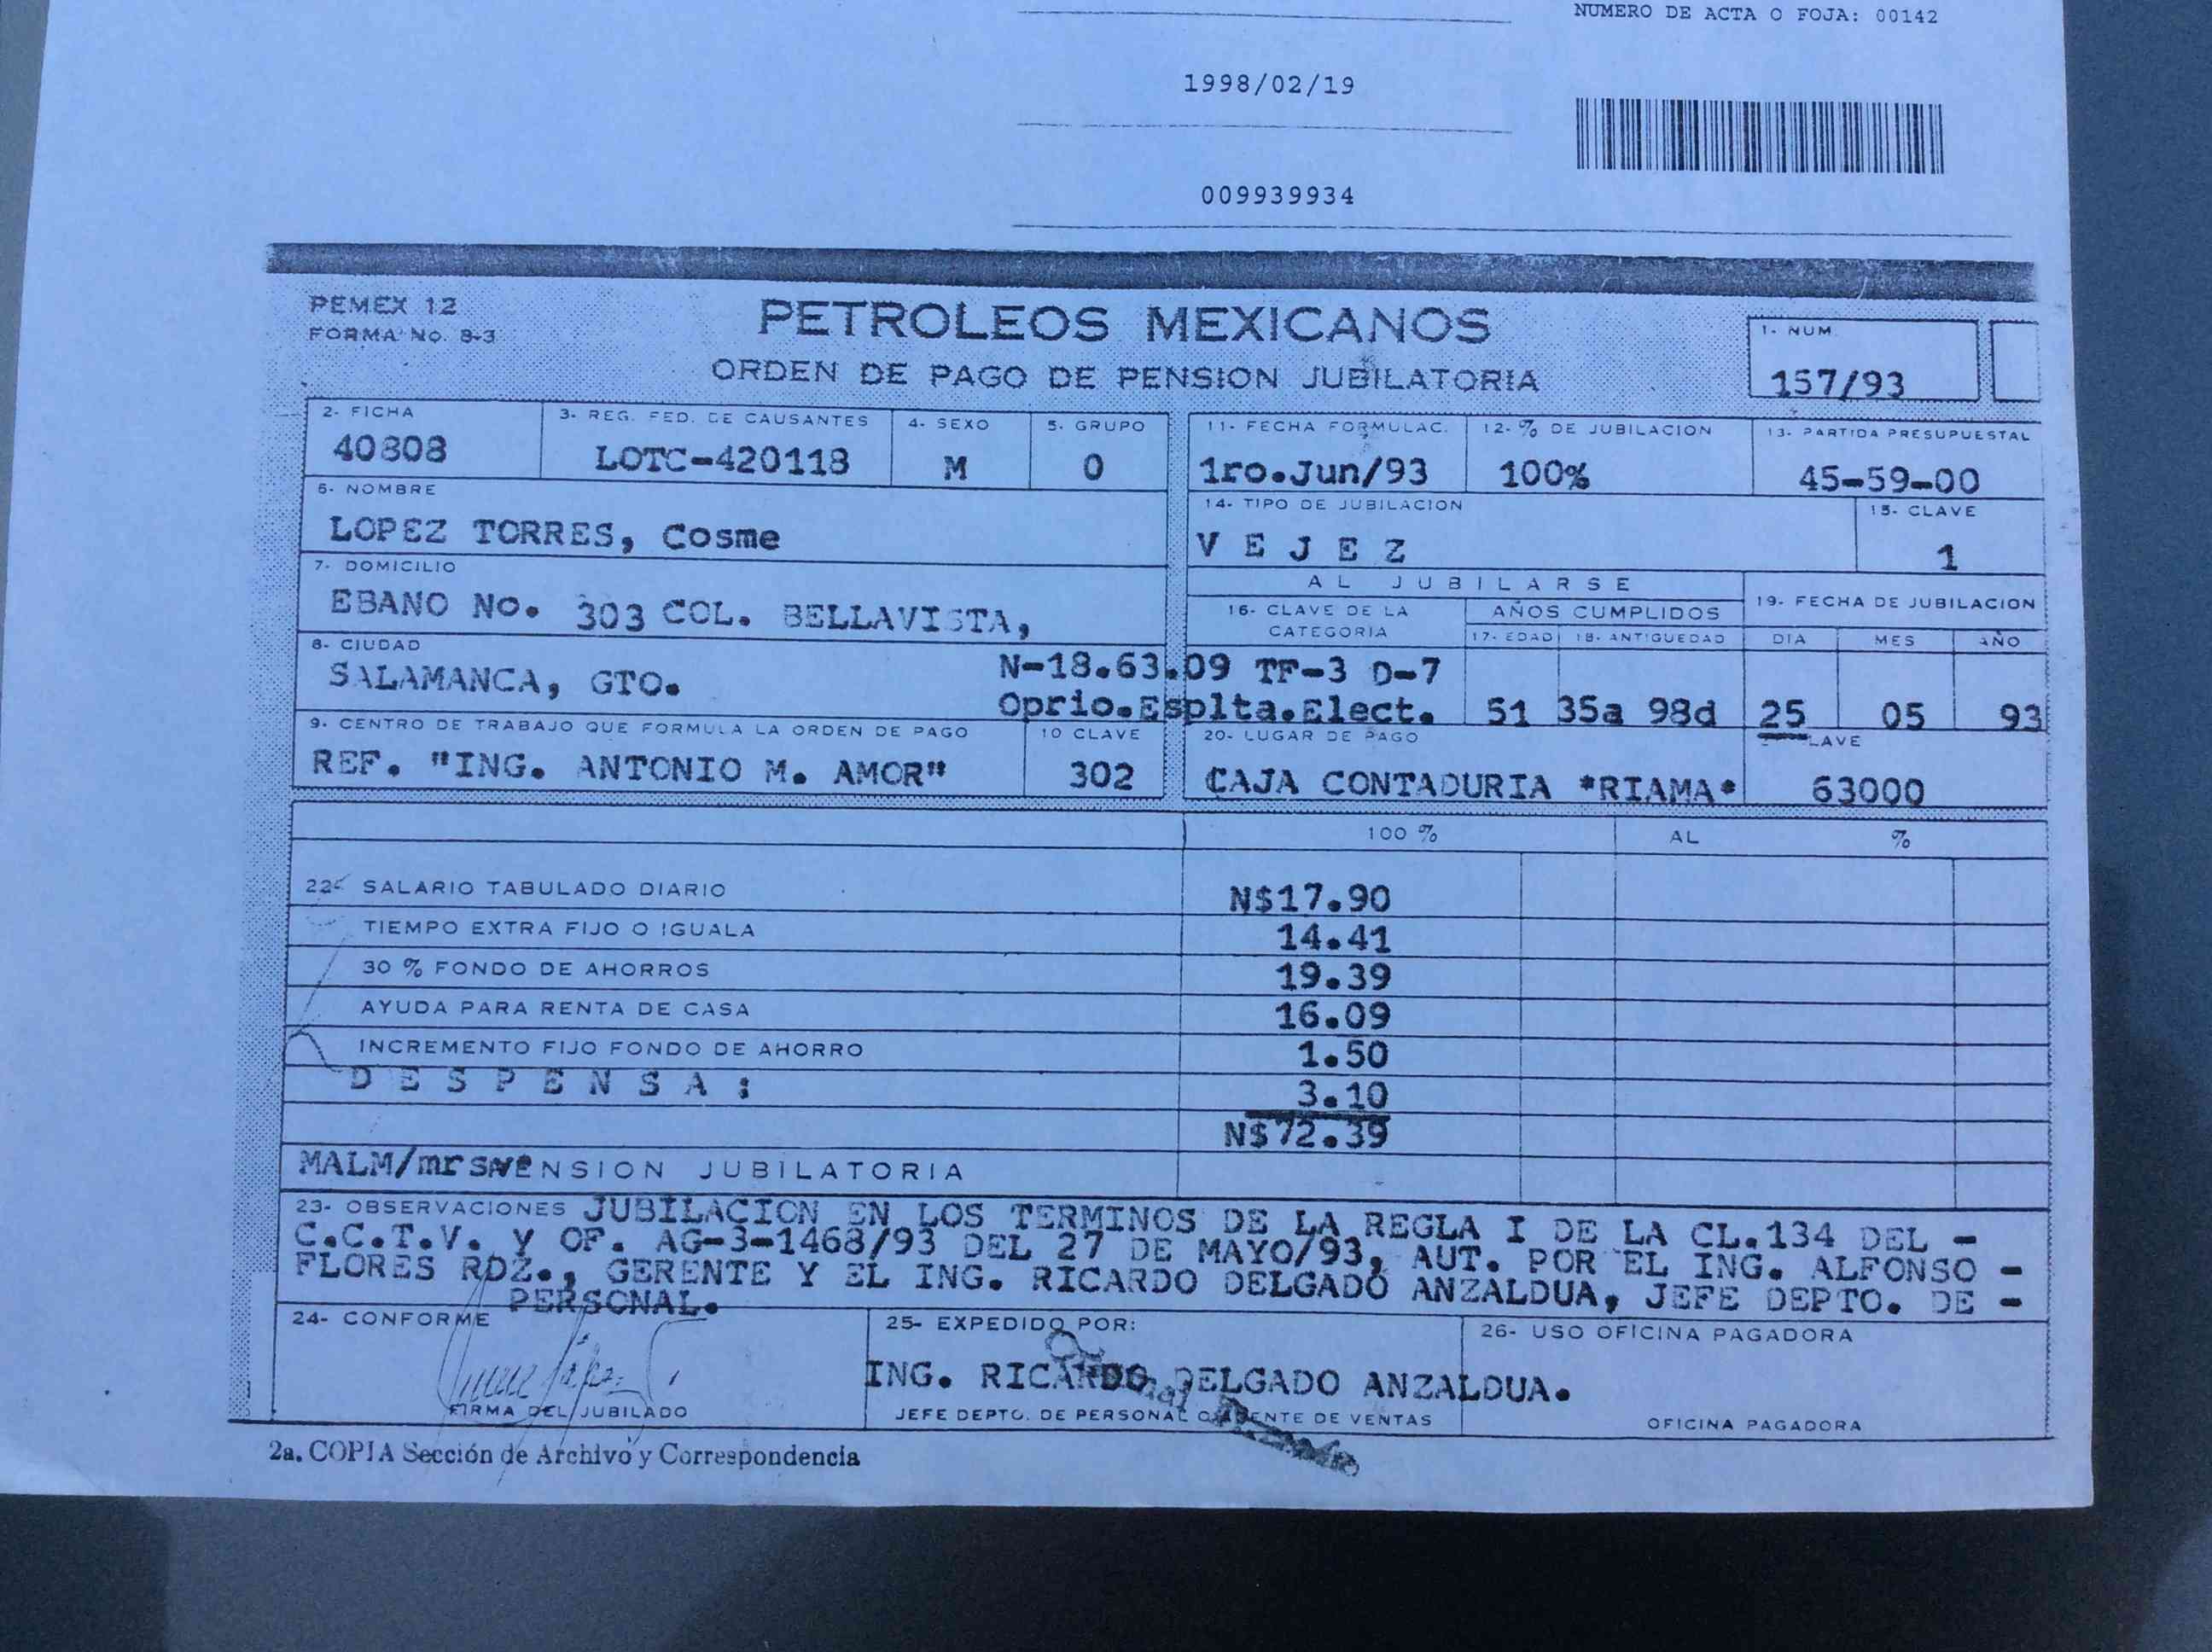 NUMERO DE ACTA O FOJA: 00142
1998/02/19
009939934
PEMEX 12
FORMA No. 8-3
PETROLEOS MEXICANOS
ORDEN DE PAGO DE PENSION JUBILATORIA
1- NUM.
157/93
2- FICHA
40808
3- REG. FED. DE CAUSANTES
LOTC-420118
4- SEXO
M
5- GRUPO
0
11- FECHA FORMULAC.
1ro.Jun/93
12- % DE JUBILACION
100%
13- PARTIDA PRESUPUESTAL
45-59-00
6- NOMBRE
LOPEZ TORRES, Cosme
14- TIPO DE JUBILACION
V E J E Z
15- CLAVE
1
7- DOMICILIO
EBANO No. 303 COL. BELLAVISTA,
AL JUBILARSE
16- CLAVE DE LA
CATEGORIA
AÑOS CUMPLIDOS
17- EDAD 18- ANTIGUEDAD
19- FECHA DE JUBILACION
DIA MES AÑO
8- CIUDAD
SALAMANCA, GTO.
N-18.63.09 TF-3 D-7
Oprio.Esplta.Elect.
51 35a 98d 25 05 93
9- CENTRO DE TRABAJO QUE FORMULA LA ORDEN DE PAGO
REF. "ING. ANTONIO M. AMOR"
10 CLAVE
302
20- LUGAR DE PAGO
CAJA CONTADURIA *RIAMA*
LAVE
63000
100 % AL %
22- SALARIO TABULADO DIARIO N$17.90
TIEMPO EXTRA FIJO O IGUALA 14.41
30 % FONDO DE AHORROS 19.39
AYUDA PARA RENTA DE CASA 16.09
INCREMENTO FIJO FONDO DE AHORRO 1.50
D E S P E N S A : 3.10
N$72.39
MALM/mrs ENSION JUBILATORIA
23- OBSERVACIONES JUBILACION EN LOS TERMINOS DE LA REGLA I DE LA CL.134 DEL -
C.C.T.V. y OF. AG-3-1468/93 DEL 27 DE MAYO/93, AUT. POR EL ING. ALFONSO -
FLORES RDZ., GERENTE Y EL ING. RICARDO DELGADO ANZALDUA, JEFE DEPTO. DE -
PERSONAL.
24- CONFORME
FIRMA DEL JUBILADO
25- EXPEDIDO POR:
ING. RICARDO DELGADO ANZALDUA.
JEFE DEPTO. DE PERSONAL O GERENTE DE VENTAS
26- USO OFICINA PAGADORA
OFICINA PAGADORA
2a. COPIA Sección de Archivo y Correspondencia